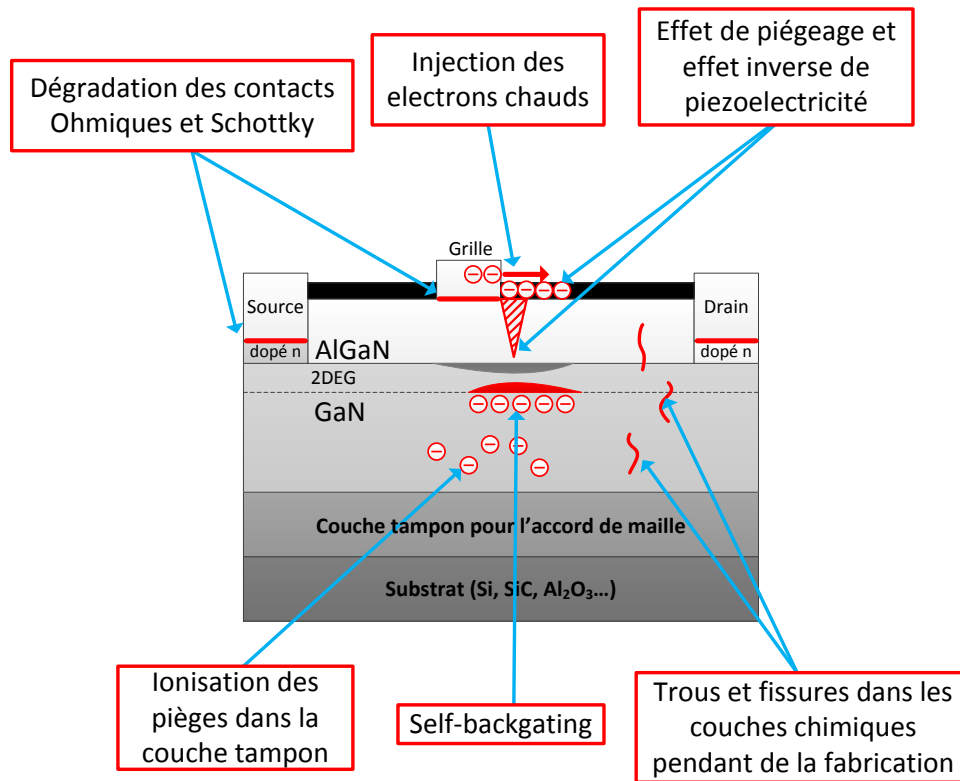 Dégradation des contacts
Ohmiques et Schottky
Injection des
electrons chauds
Effet de piégeage et
effet inverse de
piezoelectricité
Grille
Source
Drain
dopé n
AlGaN
dopé n
2DEG
GaN
Couche tampon pour l'accord de maille
Substrat (Si, SiC, Al₂O₃...)
Ionisation des
pièges dans la
couche tampon
Self-backgating
Trous et fissures dans les
couches chimiques
pendant de la fabrication